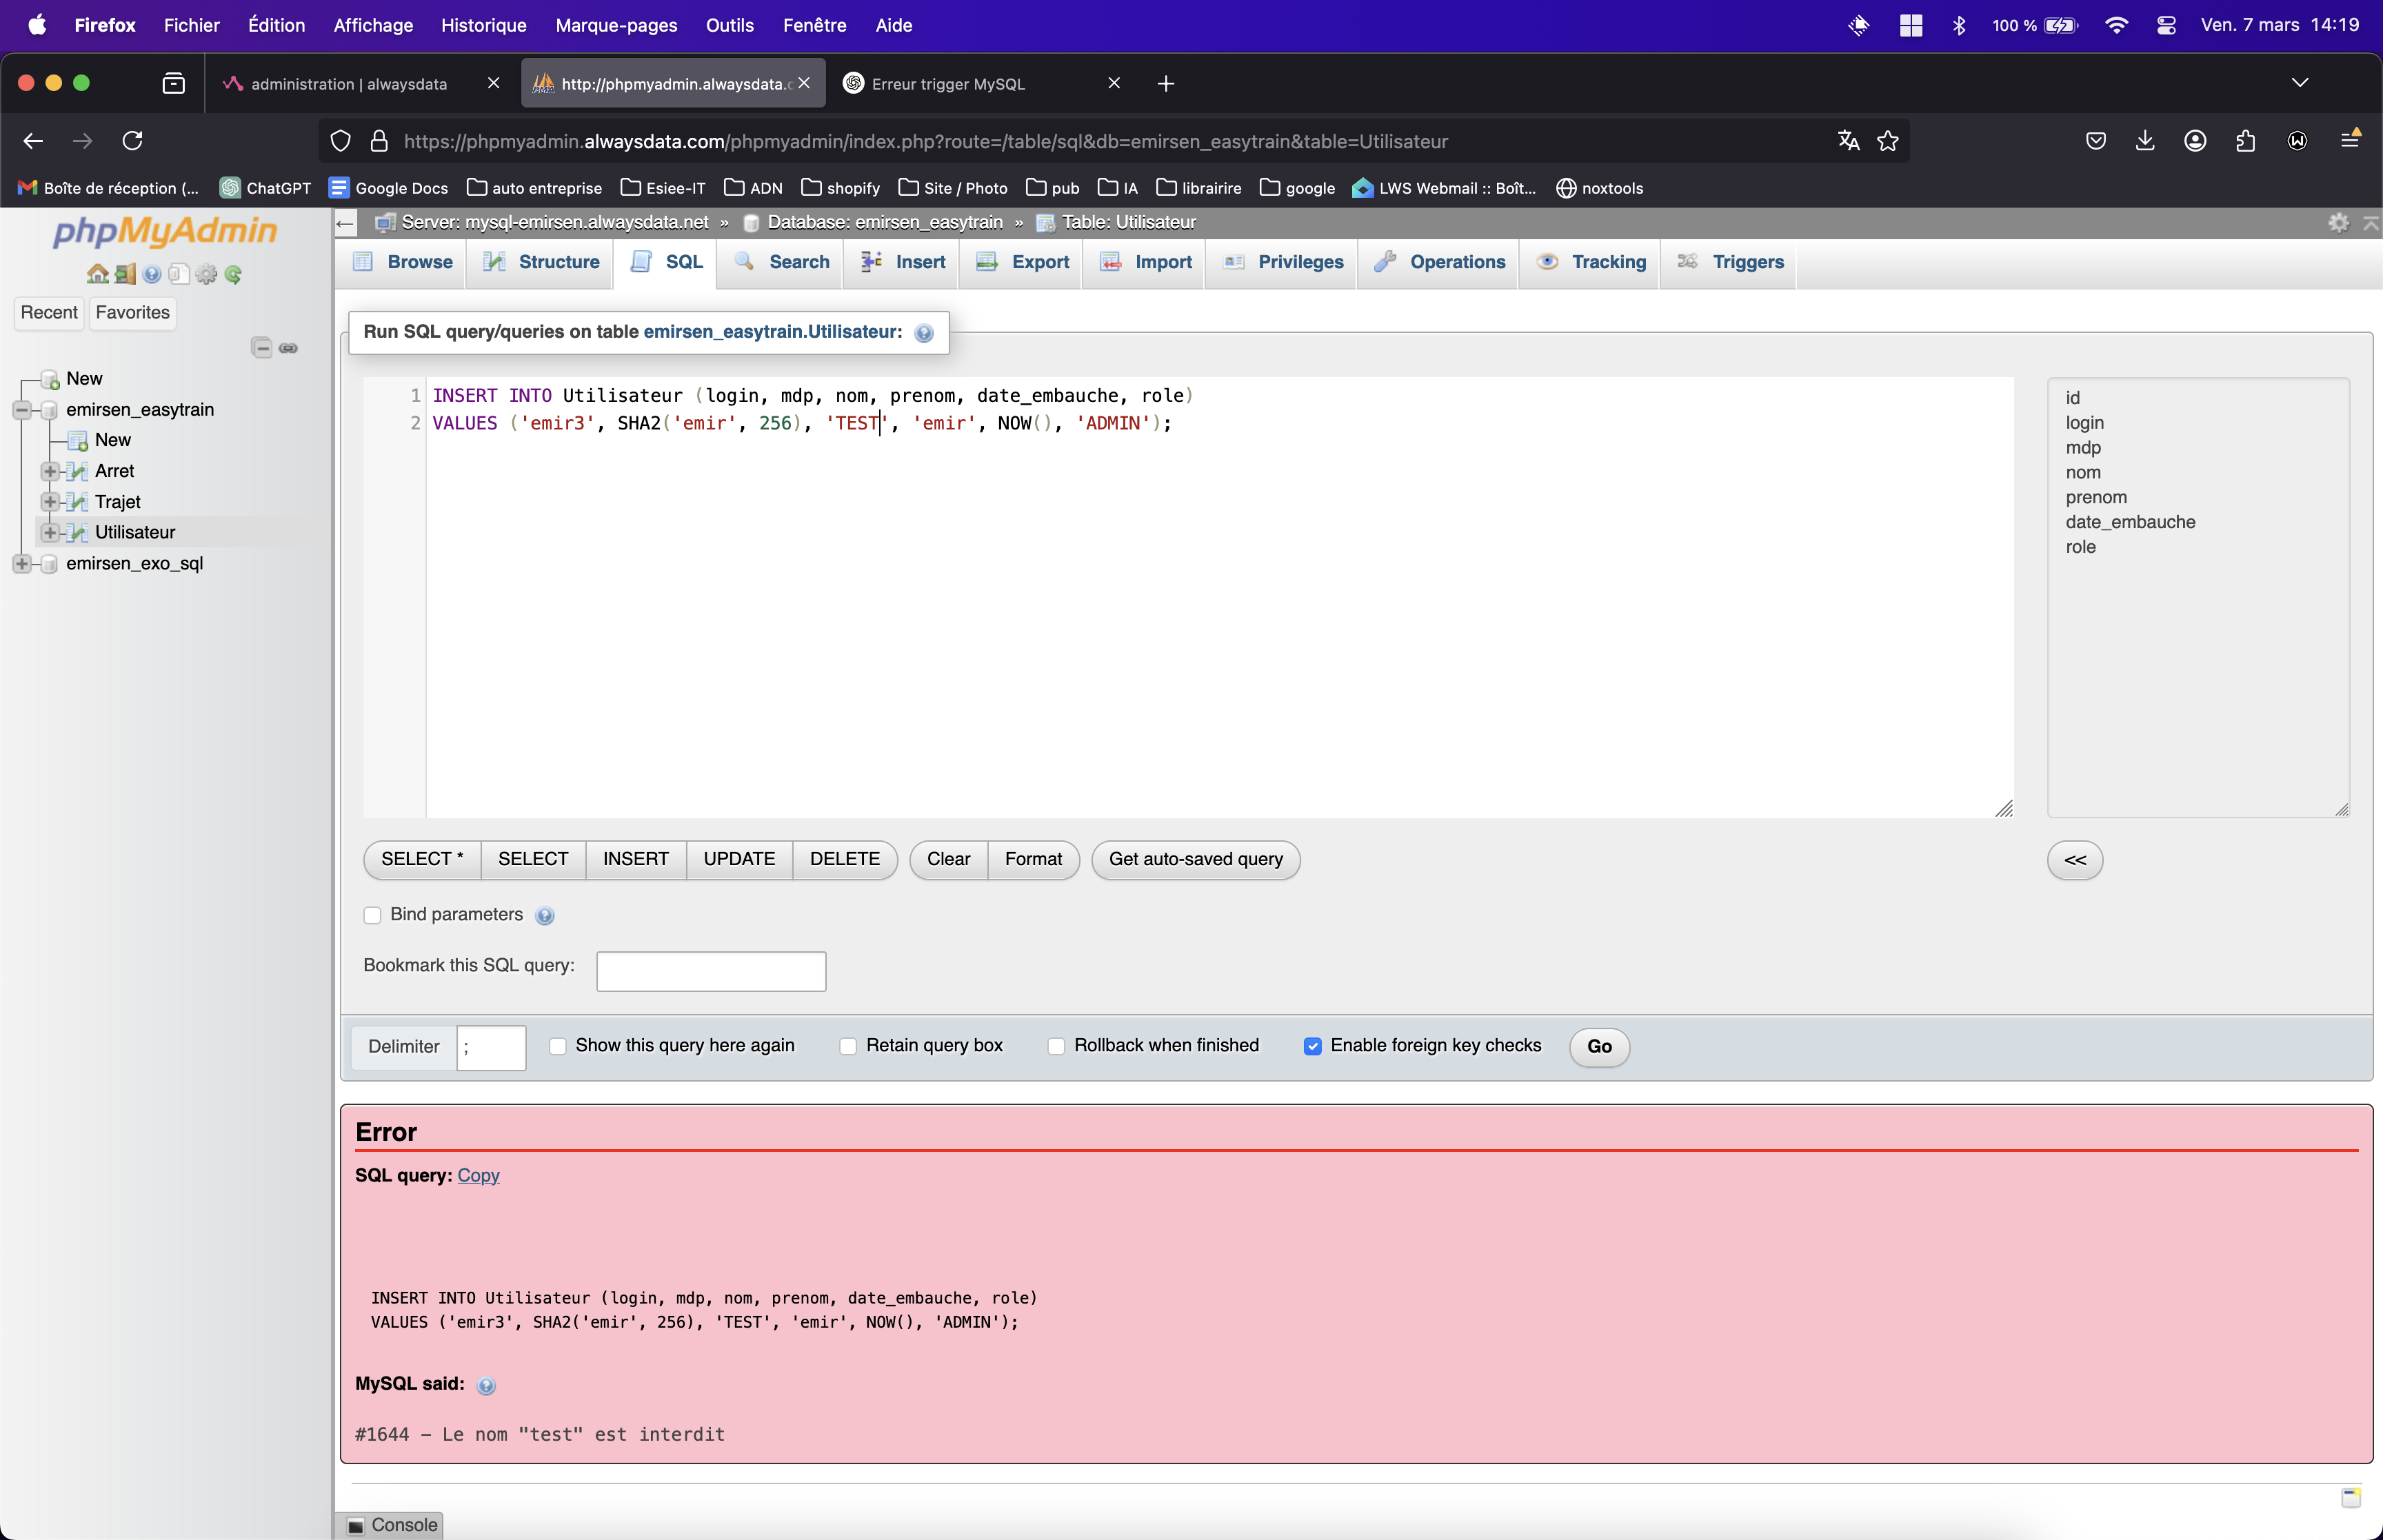 Firefox Fichier Édition Affichage Historique Marque-pages Outils Fenêtre Aide 100 % Ven. 7 mars 14:19
administration | alwaysdata http://phpmyadmin.alwaysdata.c Erreur trigger MySQL
https://phpmyadmin.alwaysdata.com/phpmyadmin/index.php?route=/table/sql&db=emirsen_easytrain&table=Utilisateur
Boîte de réception (... ChatGPT Google Docs auto entreprise Esiee-IT ADN shopify Site / Photo pub IA librairire google LWS Webmail :: Boît... noxtools
phpMyAdmin
Recent Favorites
New
emirsen_easytrain
New
Arret
Trajet
Utilisateur
emirsen_exo_sql
Server: mysql-emirsen.alwaysdata.net » Database: emirsen_easytrain » Table: Utilisateur
Browse Structure SQL Search Insert Export Import Privileges Operations Tracking Triggers
Run SQL query/queries on table emirsen_easytrain.Utilisateur:
1 INSERT INTO Utilisateur (login, mdp, nom, prenom, date_embauche, role)
2 VALUES ('emir3', SHA2('emir', 256), 'TEST', 'emir', NOW(), 'ADMIN');
id
login
mdp
nom
prenom
date_embauche
role
SELECT * SELECT INSERT UPDATE DELETE Clear Format Get auto-saved query <<
Bind parameters
Bookmark this SQL query:
Delimiter ; Show this query here again Retain query box Rollback when finished Enable foreign key checks Go
Error
SQL query: Copy
INSERT INTO Utilisateur (login, mdp, nom, prenom, date_embauche, role)
VALUES ('emir3', SHA2('emir', 256), 'TEST', 'emir', NOW(), 'ADMIN');
MySQL said:
#1644 - Le nom "test" est interdit
Console